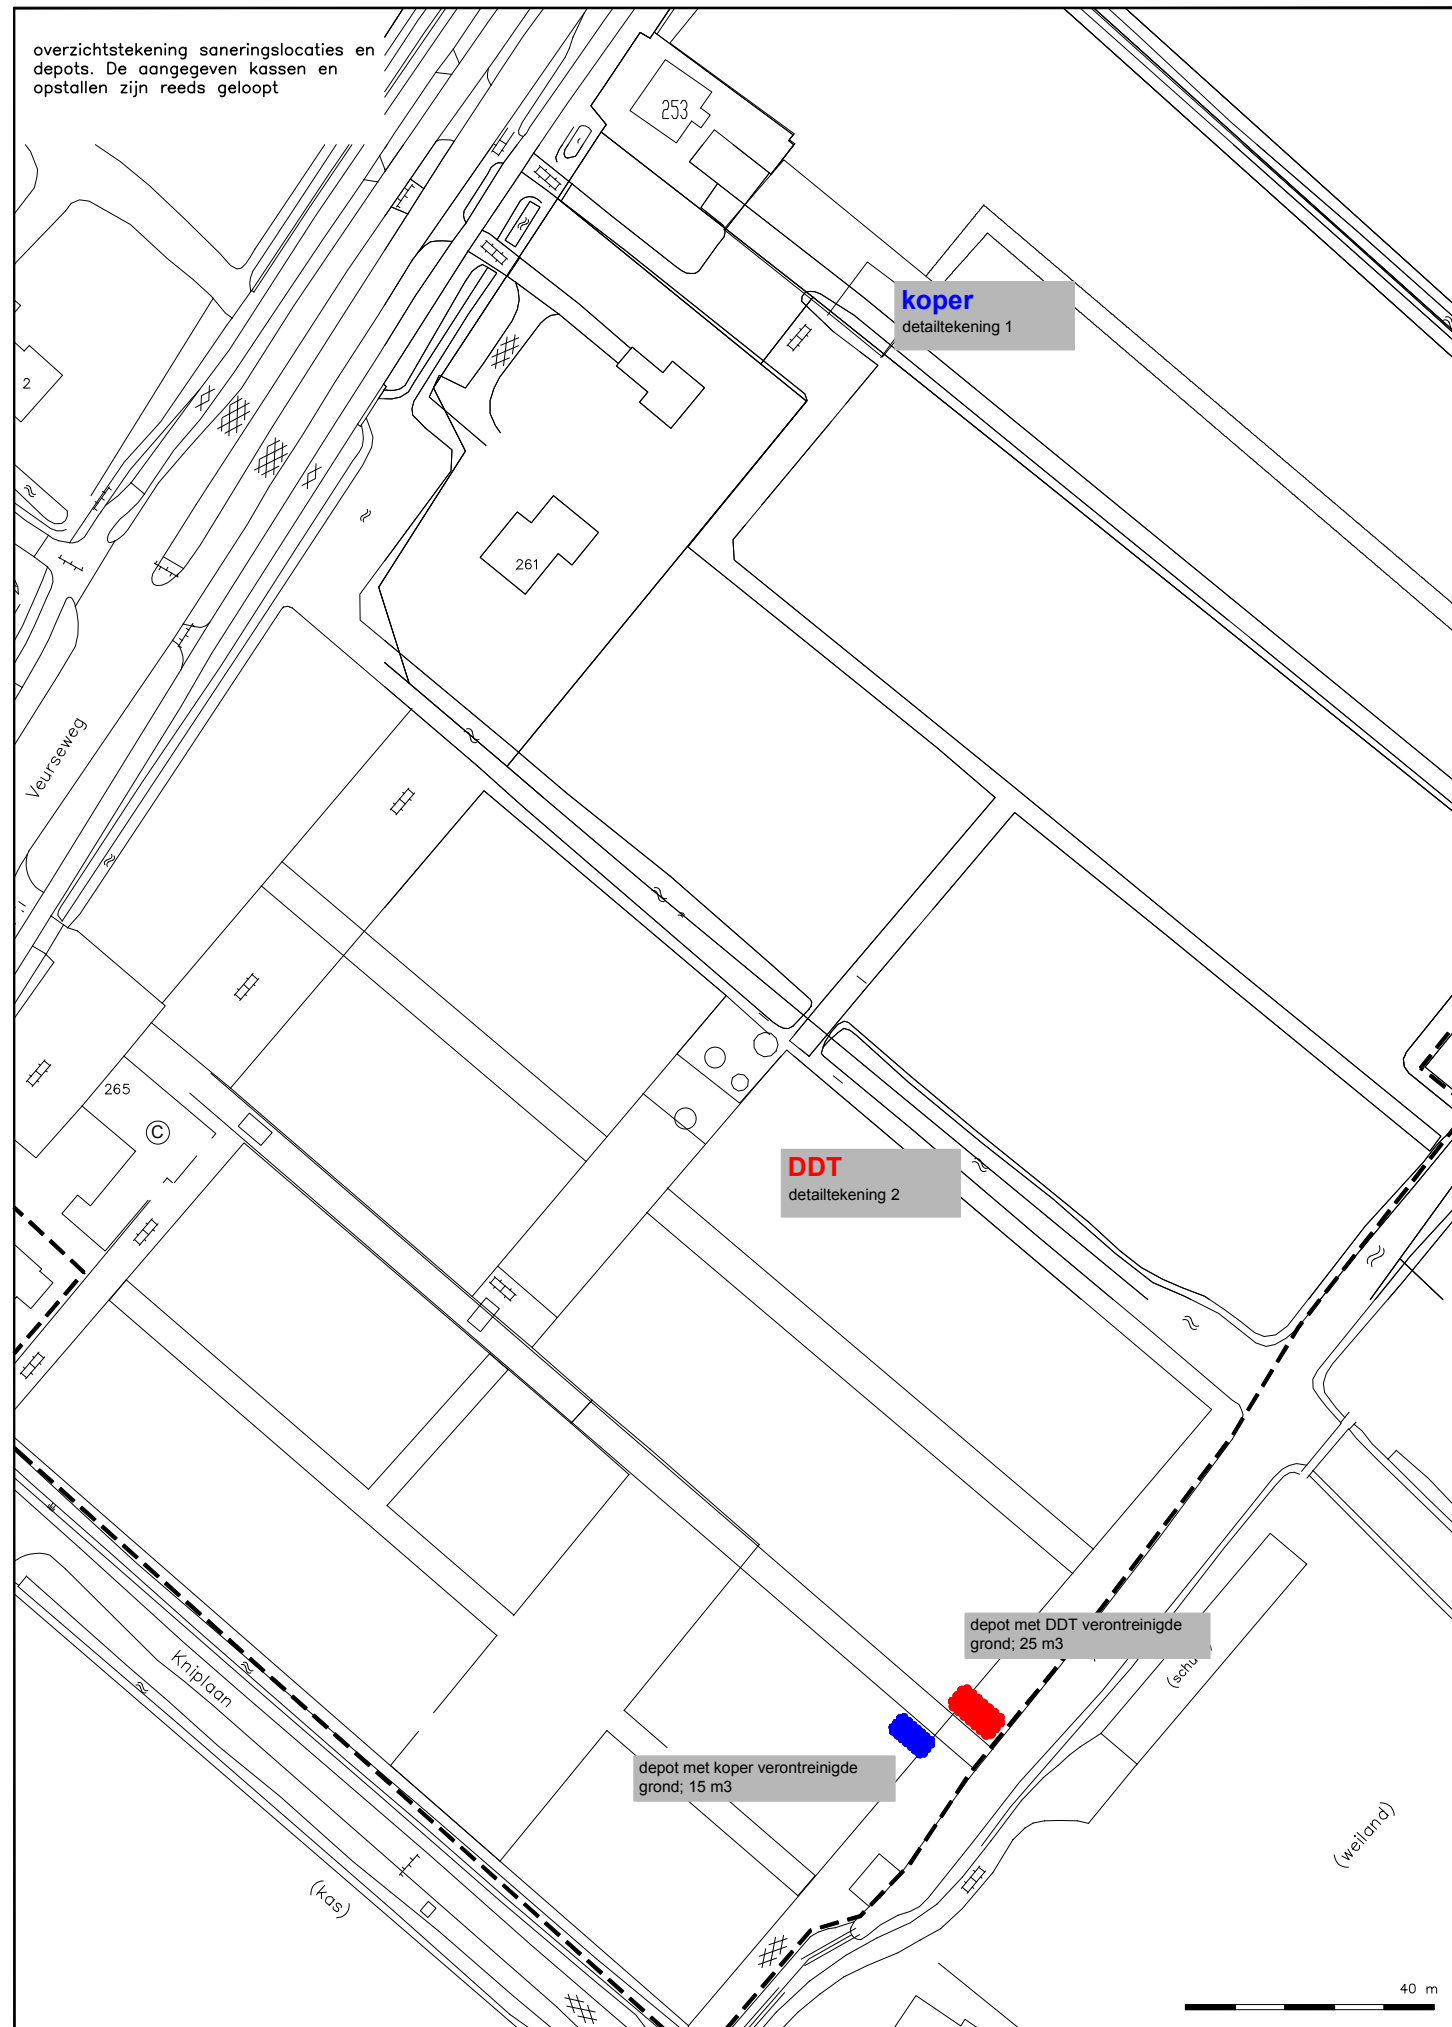 overzichtstekening saneringslocaties en
depots. De aangegeven kassen en
opstallen zijn reeds geloopt
253
koper
detailtekening 1
2
261
Veurseweg
265
C
DDT
detailtekening 2
depot met DDT verontreinigde
grond; 25 m3
Kniplaan
depot met koper verontreinigde
grond; 15 m3
(kas)
(weiland)
40 m